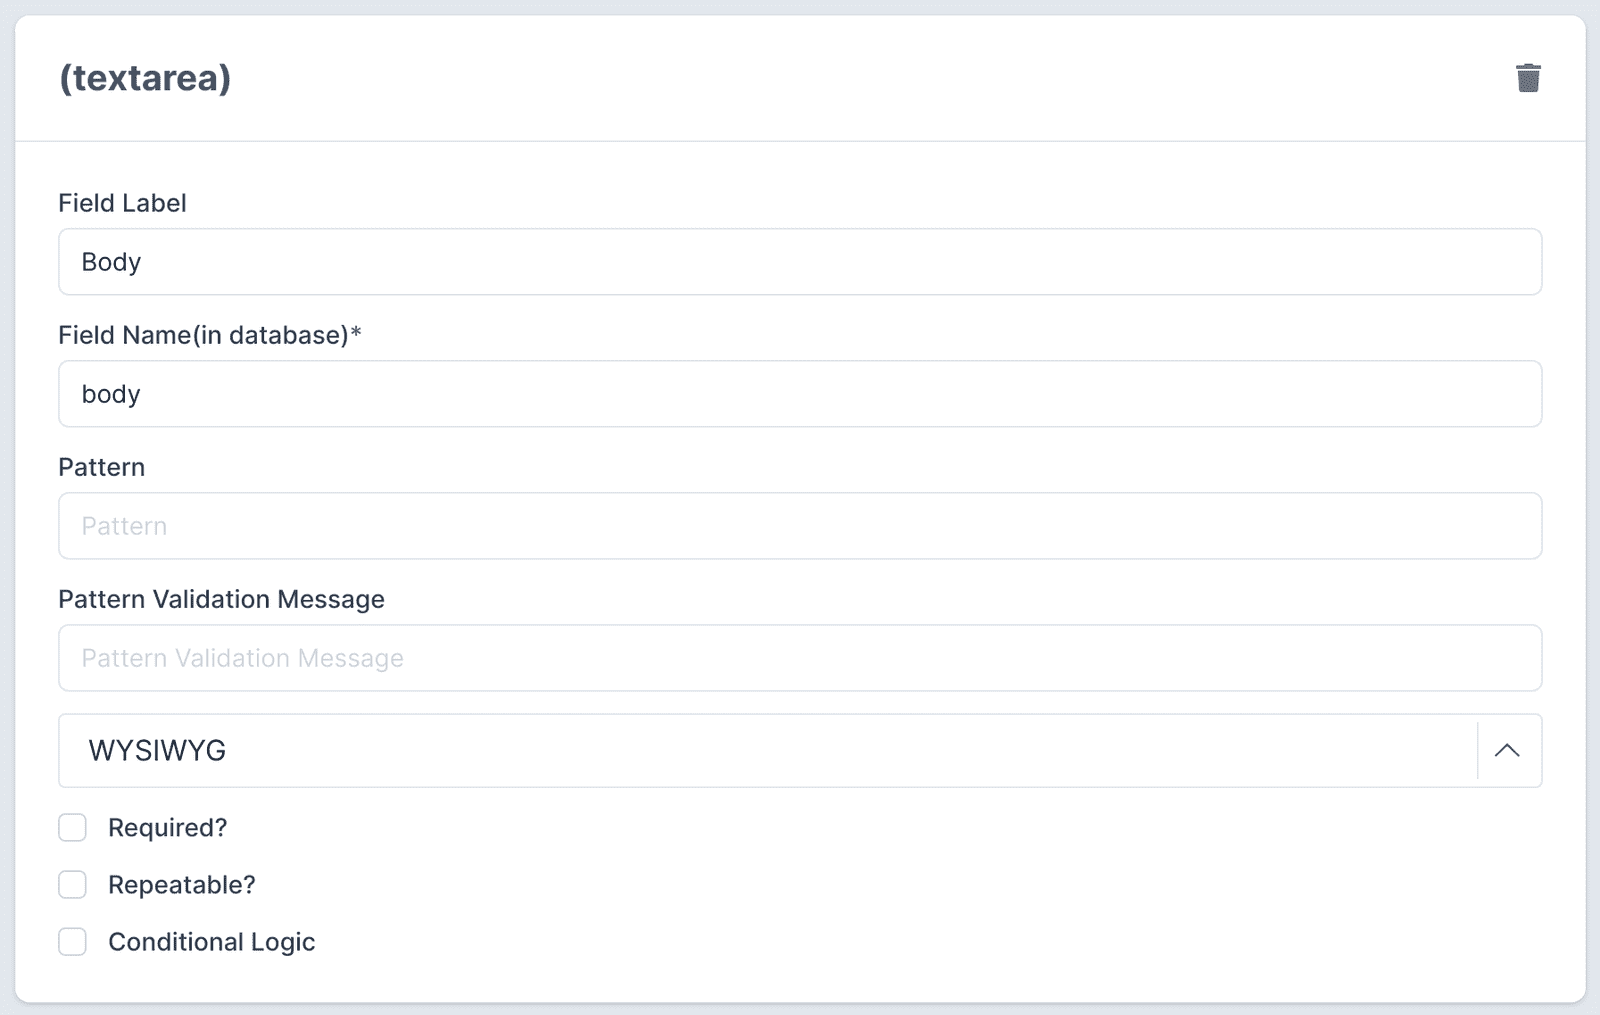 (textarea)
Field Label
Body
Field Name(in database)*
body
Pattern
Pattern
Pattern Validation Message
Pattern Validation Message
WYSIWYG
Required?
Repeatable?
Conditional Logic